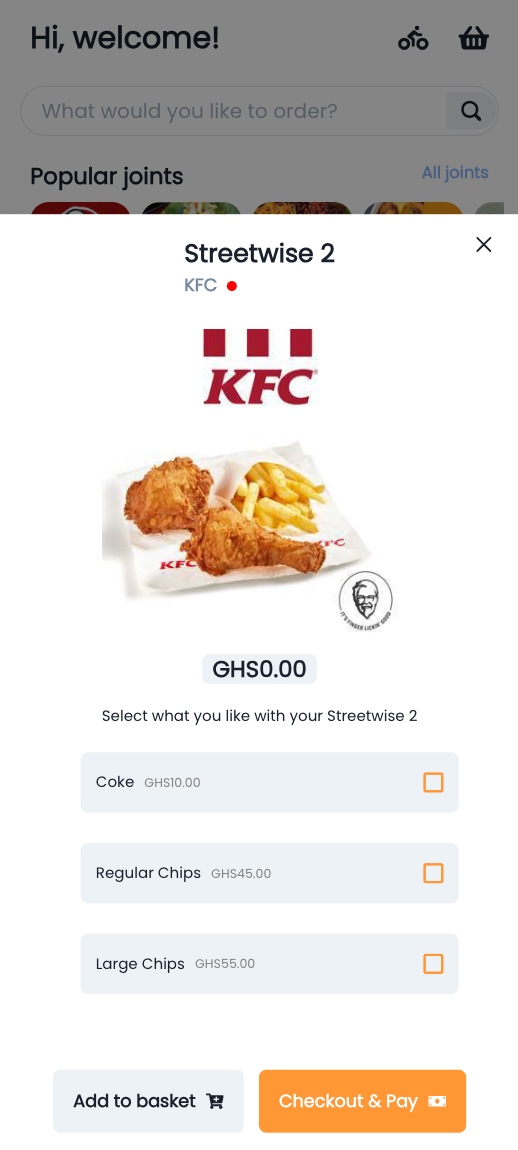 Hi, welcome!
What would you like to order?
Popular joints
All joints
Streetwise 2
KFC
KFC
KFC
KFC
IT'S FINGER LICKIN' GOOD
GHS0.00
Select what you like with your Streetwise 2
Coke GHS10.00
Regular Chips GHS45.00
Large Chips GHS55.00
Add to basket
Checkout & Pay